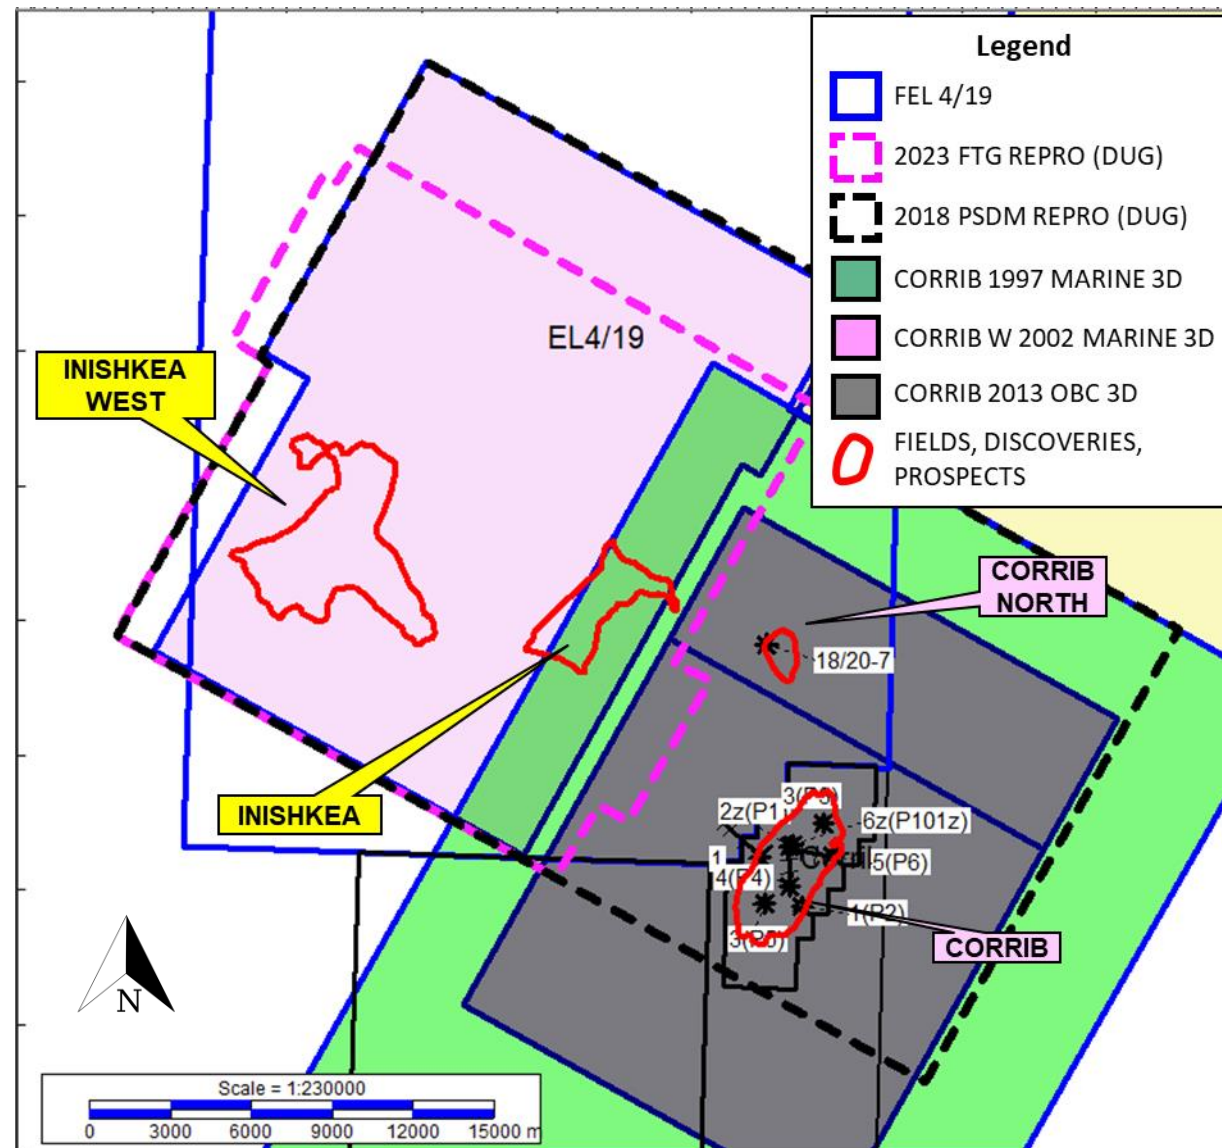 Legend
FEL 4/19
2023 FTG REPRO (DUG)
2018 PSDM REPRO (DUG)
CORRIB 1997 MARINE 3D
CORRIB W 2002 MARINE 3D
CORRIB 2013 OBC 3D
FIELDS, DISCOVERIES,
PROSPECTS
EL4/19
INISHKEA
WEST
CORRIB
NORTH
18/20-7
INISHKEA
2z(P1
6z(P101z)
1
5(P6)
4(P4)
1(P2)
3(P5)
CORRIB
N
Scale = 1:230000
0 3000 6000 9000 12000 15000 m